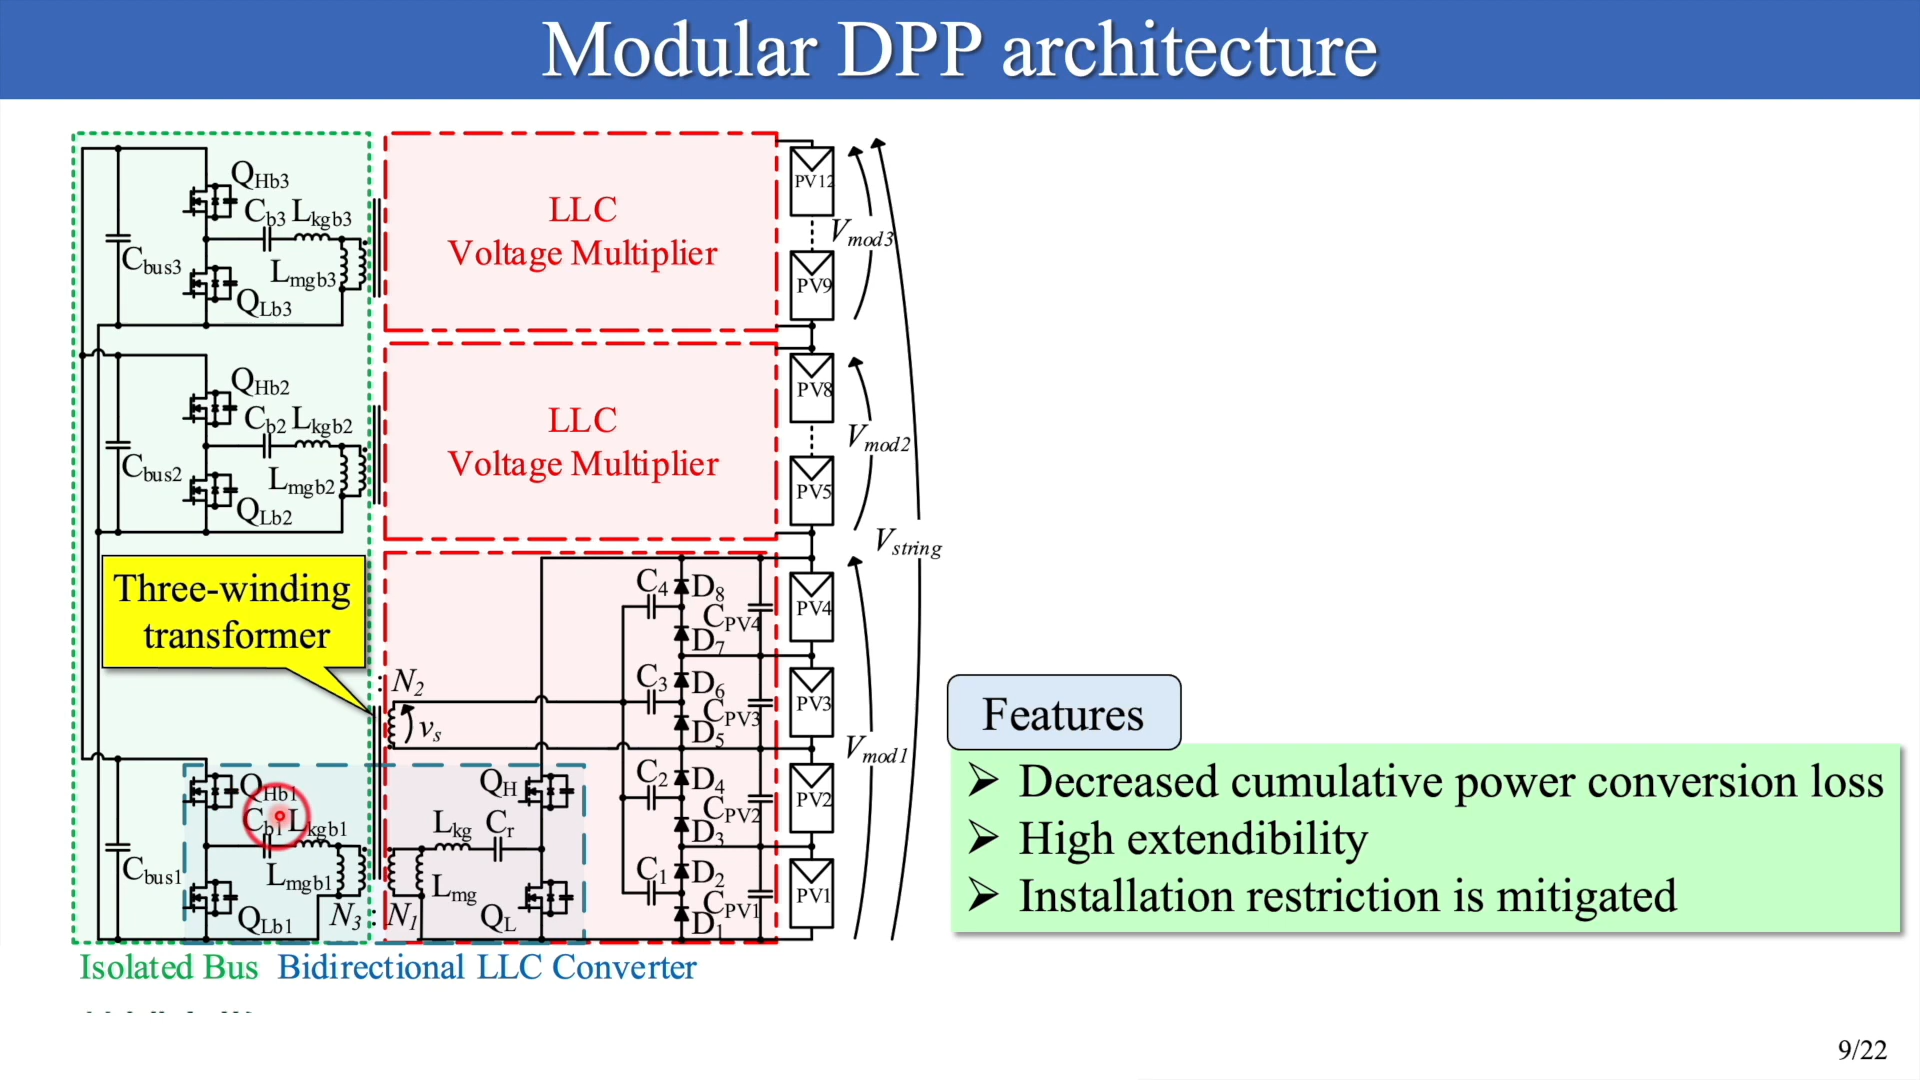 Modular DPP architecture
QHb3
Cb3 Lkgb3
Cbus3
Lmgb3
QLb3
LLC
Voltage Multiplier
PV12
Vmod3
PV9
QHb2
Cb2 Lkgb2
Cbus2
Lmgb2
QLb2
LLC
Voltage Multiplier
PV8
Vmod2
PV5
Vstring
Three-winding
transformer
: N2
vs
C4 D8
CPV4
D7
PV4
C3 D6
CPV3
D5
PV3
Vmod1
QHb1
Cb1 Lkgb1
Cbus1
Lmgb1
QLb1
N3 : N1
Lkg Cr
Lmg
QH
QL
C2 D4
CPV2
D3
PV2
C1 D2
CPV1
D1
PV1
Isolated Bus Bidirectional LLC Converter
Features
➢ Decreased cumulative power conversion loss
➢ High extendibility
➢ Installation restriction is mitigated
9/22